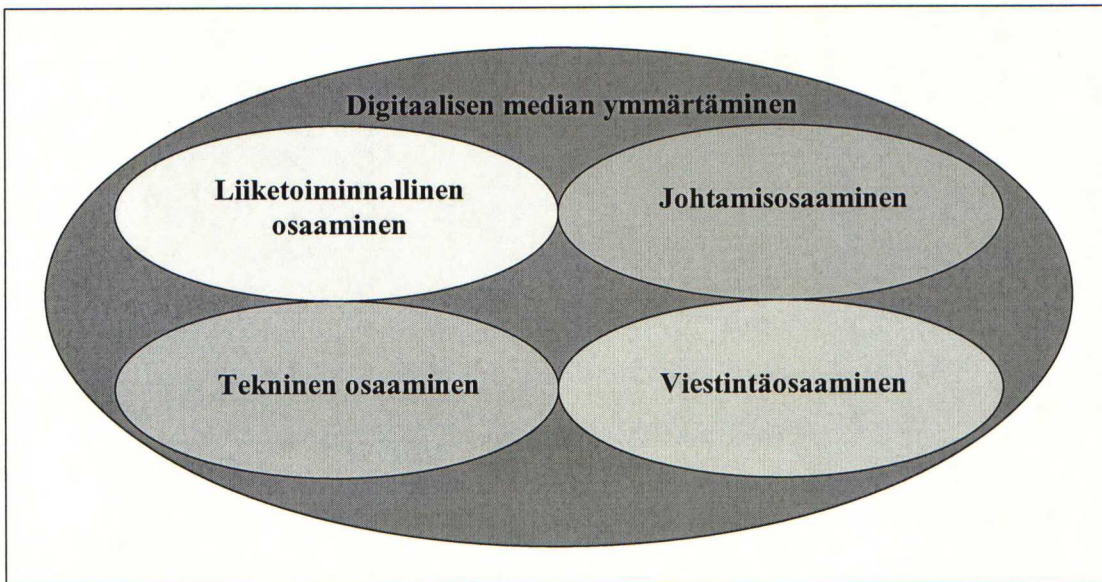 Digitaalisen median ymmärtäminen
Liiketoiminnallinen
osaaminen
Johtamisosaaminen
Tekninen osaaminen
Viestintäosaaminen